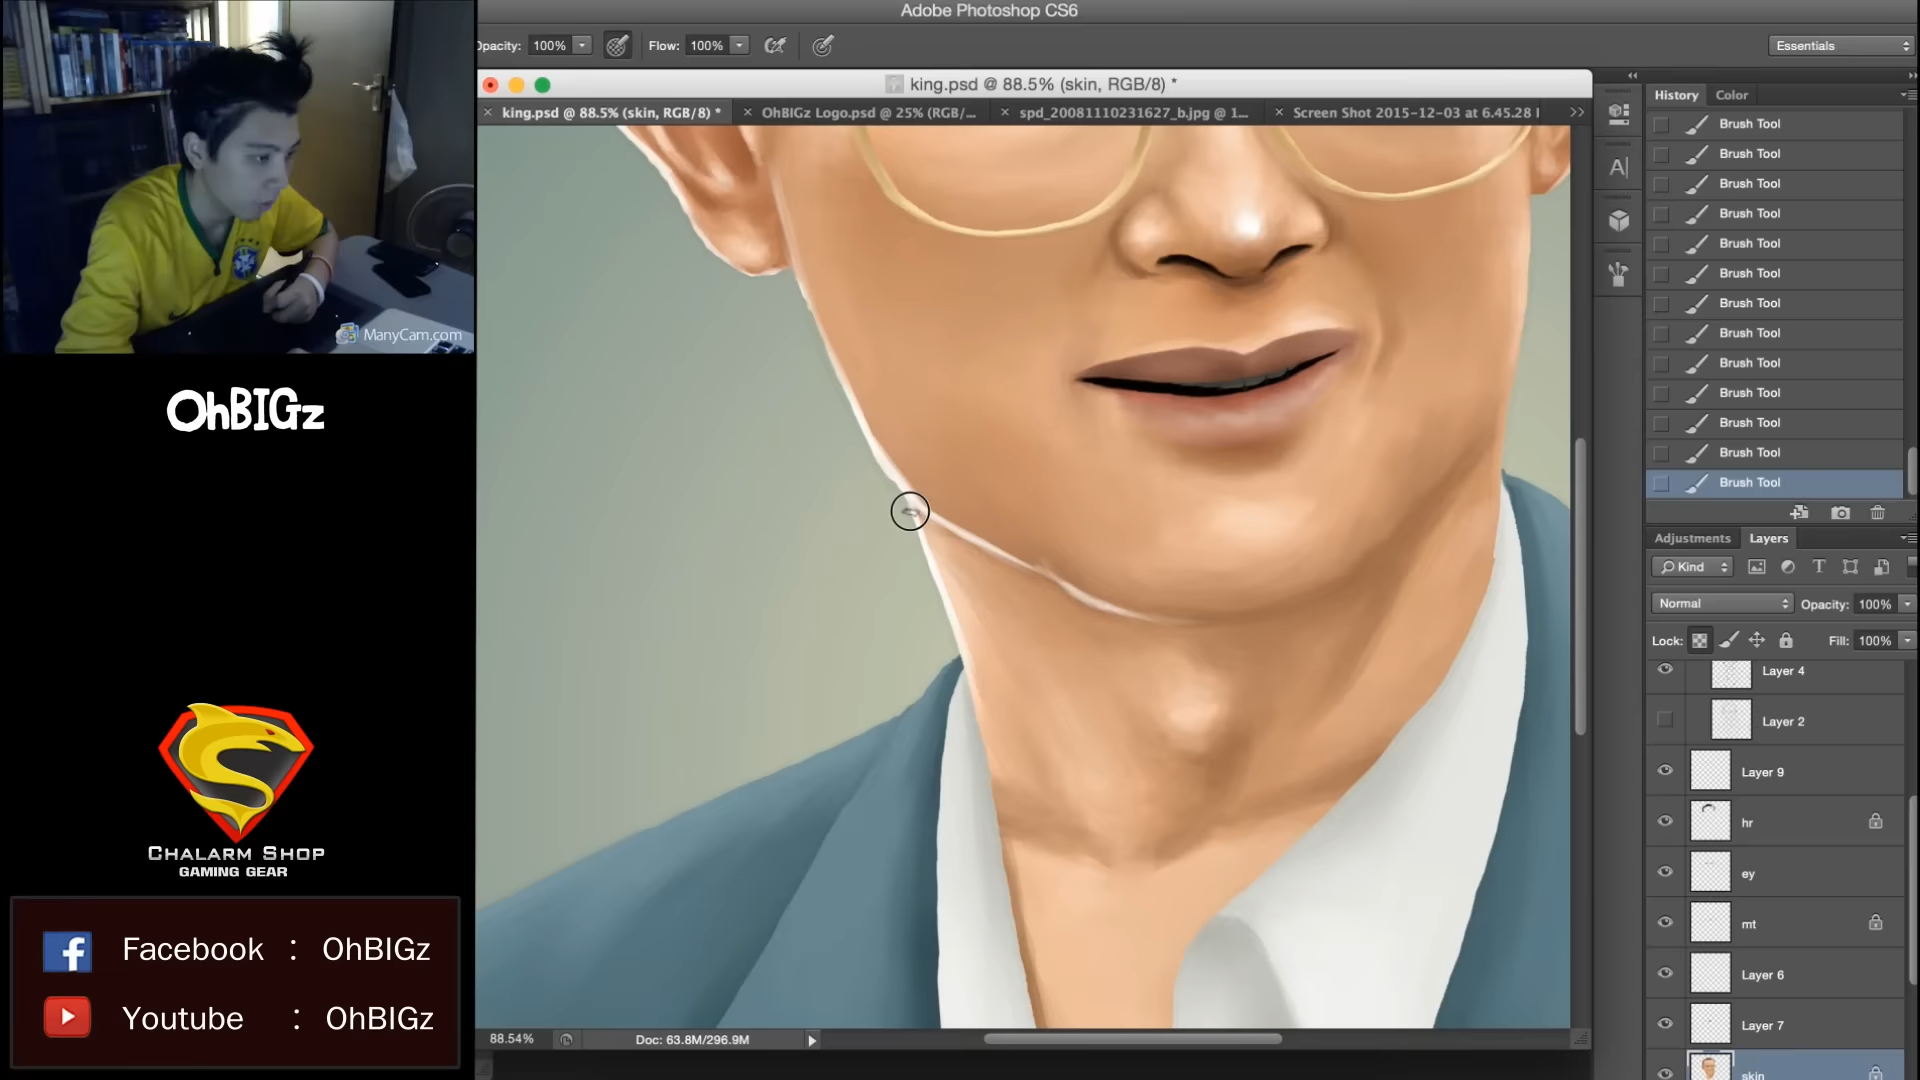 Adobe Photoshop CS6
Opacity: 100% Flow: 100% Essentials
king.psd @ 88.5% (skin, RGB/8) *
king.psd @ 88.5% (skin, RGB/8) *
OhBIGz Logo.psd @ 25% (RGB/...
spd_20081110231627_b.jpg @ 1...
Screen Shot 2015-12-03 at 6.45.28
History Color
Brush Tool
Brush Tool
Brush Tool
Brush Tool
Brush Tool
Brush Tool
Brush Tool
Brush Tool
Brush Tool
Brush Tool
Brush Tool
Brush Tool
Brush Tool
Adjustments Layers
Kind
Normal Opacity: 100%
Lock: Fill: 100%
Layer 4
Layer 2
Layer 9
hr
ey
mt
Layer 6
Layer 7
skin
88.54% Doc: 63.8M/296.9M
ManyCam.com
OhBIGz
CHALARM SHOP
GAMING GEAR
Facebook : OhBIGz
Youtube : OhBIGz